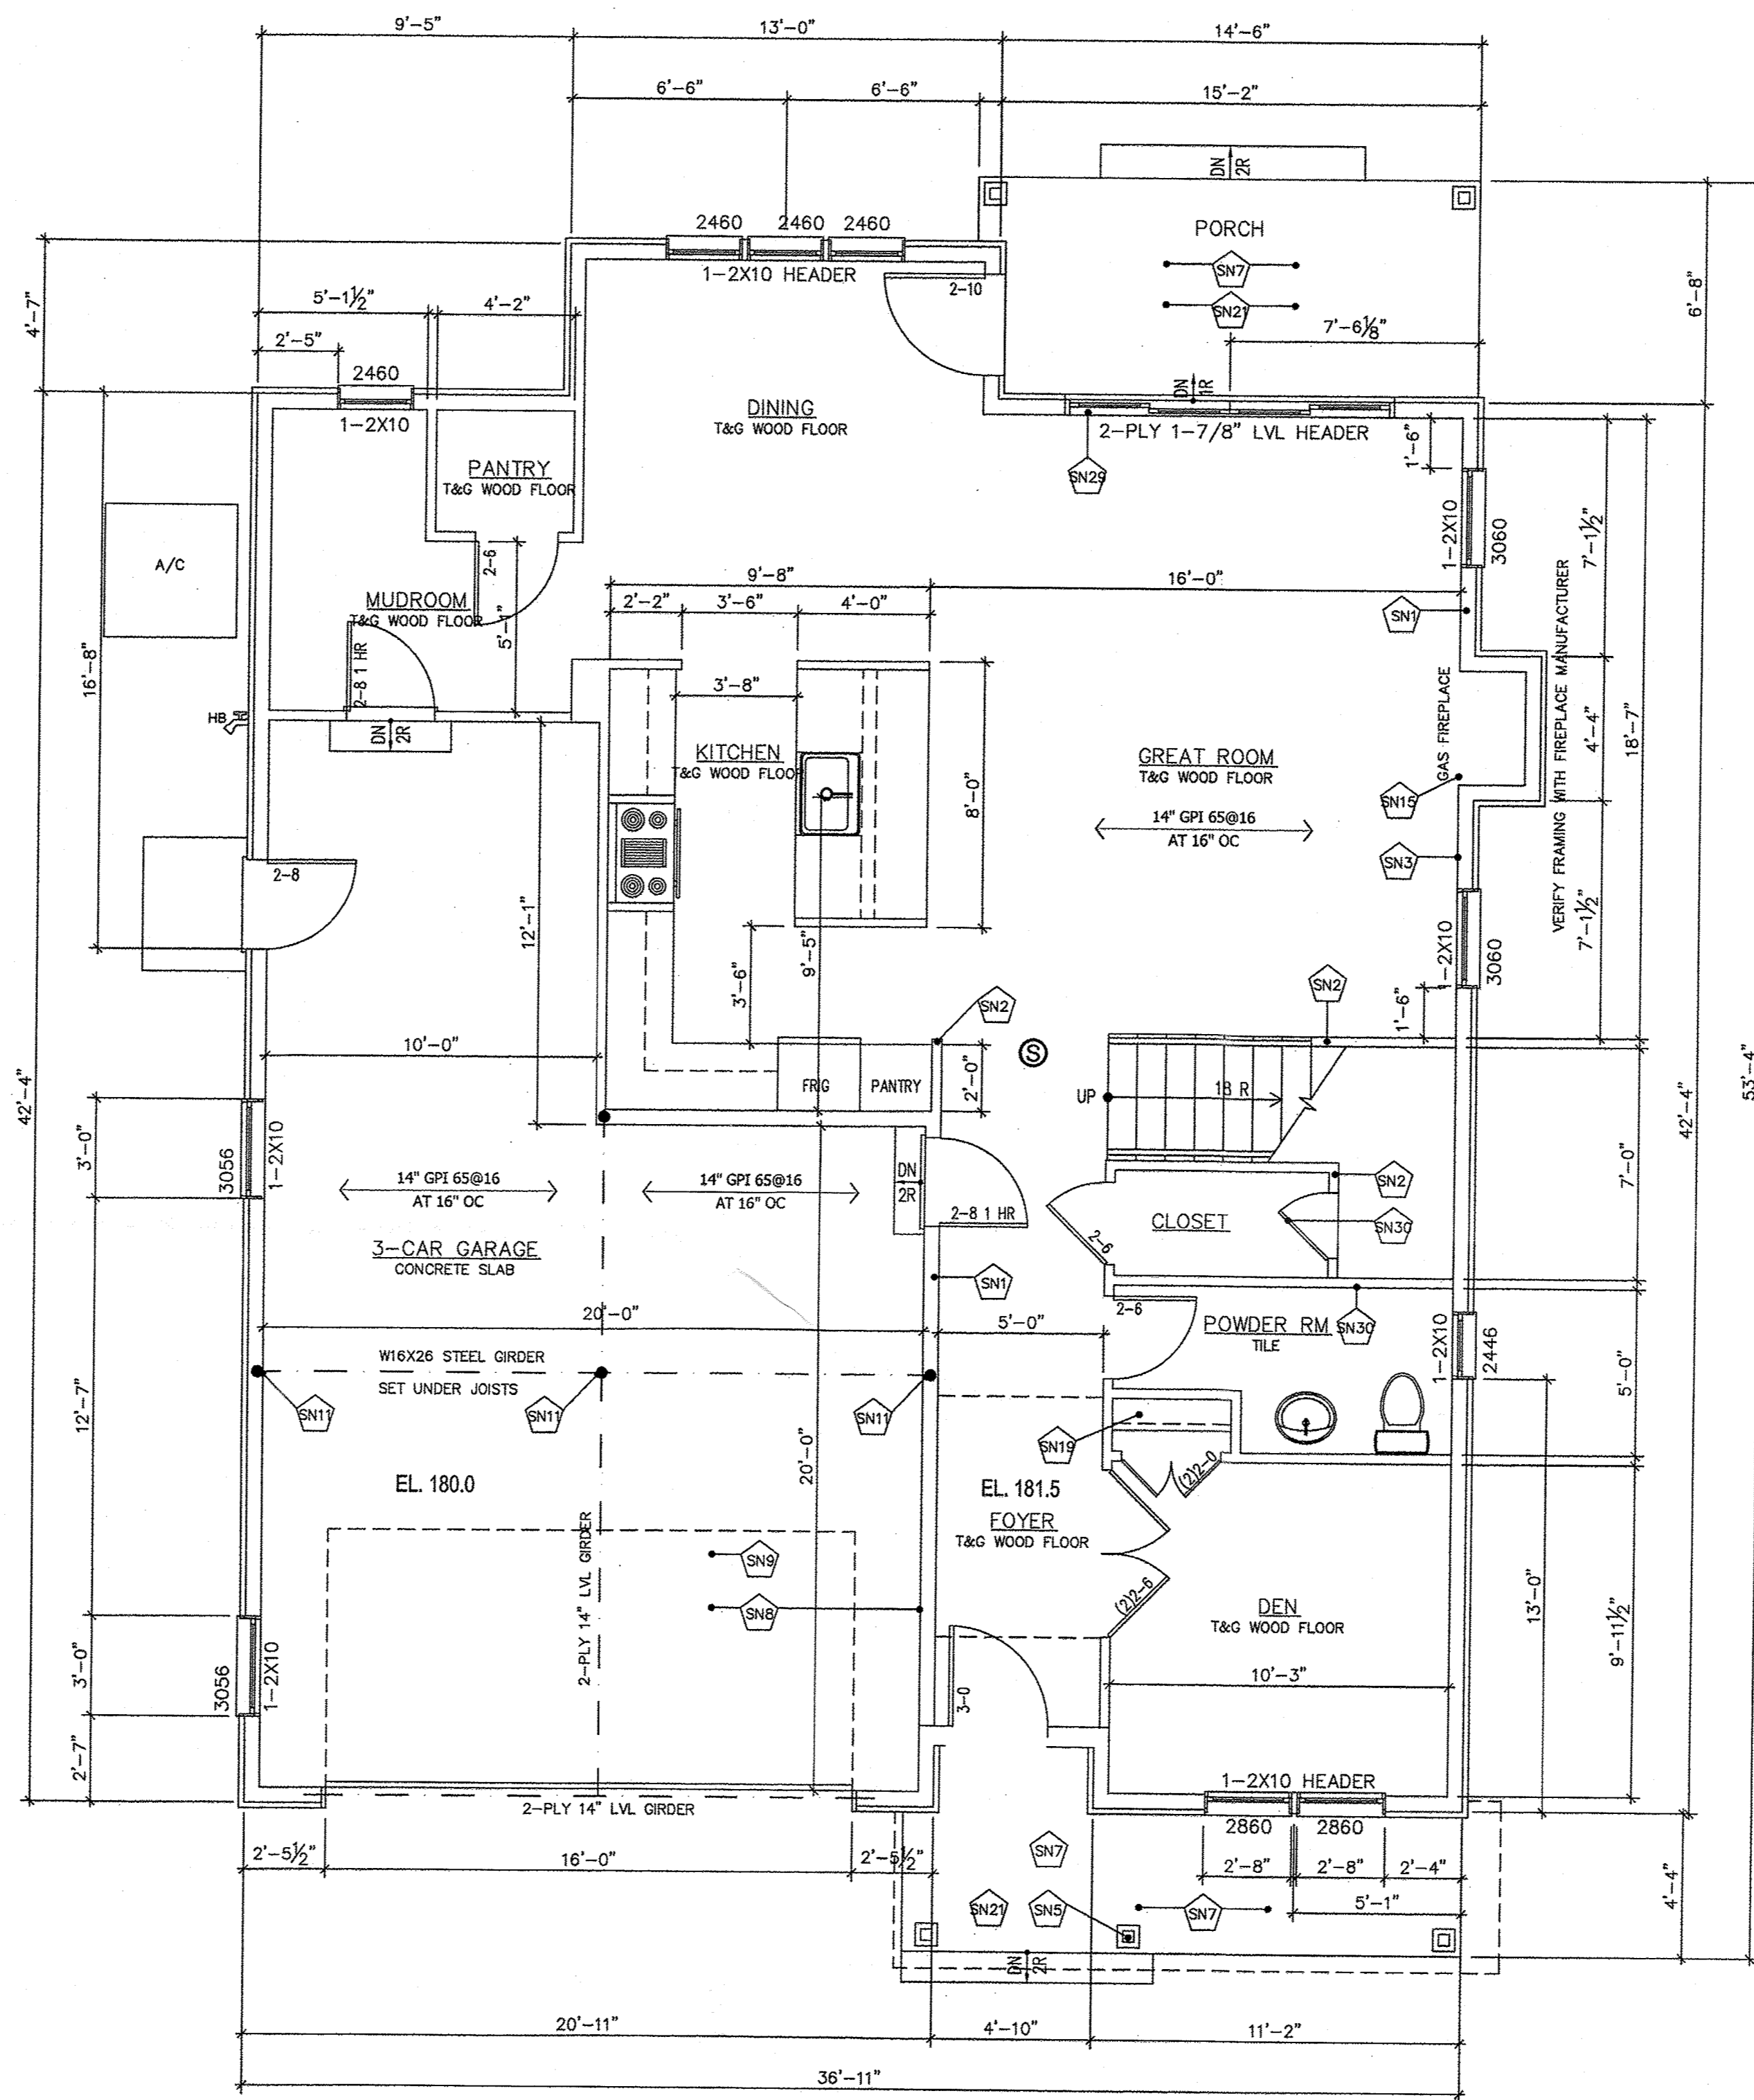 9'-5"
13'-0"
14'-6"
6'-6"
6'-6"
15'-2"
DN
2R
PORCH
SN7
SN21
7'-6⅛"
6'-8"
2460
2460
2460
1-2X10 HEADER
2-10
4'-7"
5'-1½"
4'-2"
2'-5"
2460
1-2X10
DINING
T&G WOOD FLOOR
DN
1R
2-PLY 1-7/8" LVL HEADER
SN29
1'-6"
PANTRY
T&G WOOD FLOOR
A/C
2-6
5'-1"
MUDROOM
T&G WOOD FLOOR
2-8 1 HR
16'-8"
HB
DN
2R
9'-8"
16'-0"
2'-2"
3'-6"
4'-0"
1-2X10
3060
7'-1½"
SN1
VERIFY FRAMING WITH FIREPLACE MANUFACTURER
GAS FIREPLACE
4'-4"
18'-7"
3'-8"
KITCHEN
T&G WOOD FLOOR
8'-0"
GREAT ROOM
T&G WOOD FLOOR
14" GPI 65@16
AT 16" OC
SN15
SN3
7'-1½"
1-2X10
3060
1'-6"
2-8
12'-1"
3'-6"
9'-5"
SN2
SN2
S
10'-0"
42'-4"
FRIG
PANTRY
2'-0"
UP
18 R
42'-4"
53'-4"
3'-0"
3056
1-2X10
14" GPI 65@16
AT 16" OC
14" GPI 65@16
AT 16" OC
DN
2R
2-8 1 HR
2-6
CLOSET
SN2
SN30
7'-0"
3-CAR GARAGE
CONCRETE SLAB
SN1
20'-0"
5'-0"
2-6
POWDER RM
TILE
SN30
1-2X10
2446
5'-0"
W16X26 STEEL GIRDER
SET UNDER JOISTS
SN11
SN11
SN11
12'-7"
SN19
(2)2-0
EL. 180.0
20'-0"
EL. 181.5
FOYER
T&G WOOD FLOOR
2-PLY 14" LVL GIRDER
SN9
SN8
(2)2-6
DEN
T&G WOOD FLOOR
13'-0"
9'-11½"
10'-3"
3'-0"
3056
1-2X10
3-0
2'-7"
2-PLY 14" LVL GIRDER
1-2X10 HEADER
2860
2860
2'-5½"
16'-0"
2'-5½"
SN7
2'-8"
2'-8"
2'-4"
5'-1"
4'-4"
SN21
SN5
SN7
DN
2R
20'-11"
4'-10"
11'-2"
36'-11"